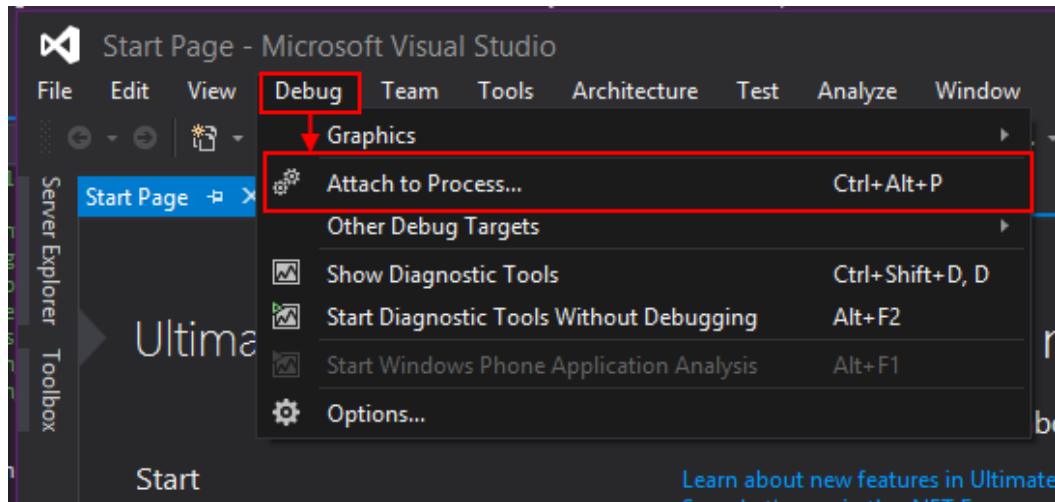 Start Page - Microsoft Visual Studio
File Edit View Debug Team Tools Architecture Test Analyze Window
Graphics
Attach to Process... Ctrl+Alt+P
Other Debug Targets
Show Diagnostic Tools Ctrl+Shift+D, D
Start Diagnostic Tools Without Debugging Alt+F2
Start Windows Phone Application Analysis Alt+F1
Options...
Start Page
Server Explorer
Toolbox
Start
Learn about new features in Ultimate